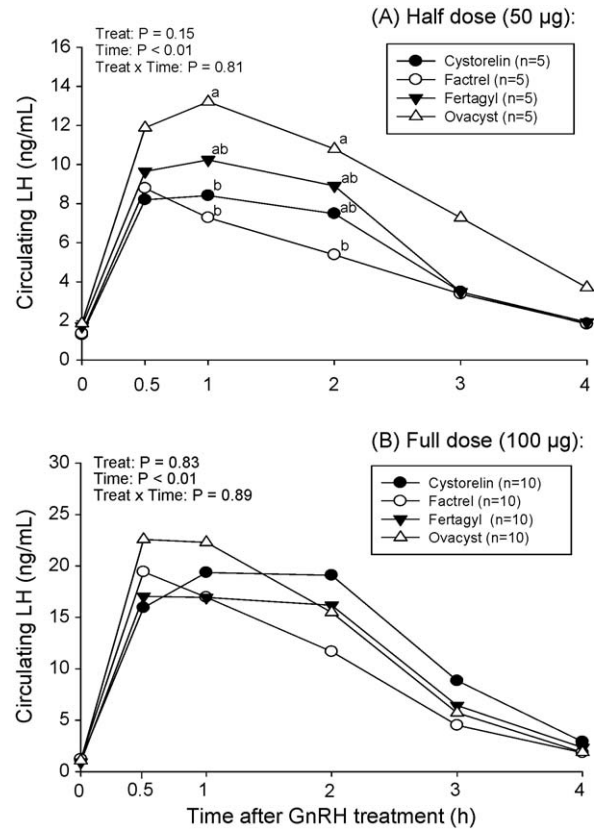 (A) Half dose (50 µg):
Treat: P = 0.15
Time: P < 0.01
Treat x Time: P = 0.81
Cystorelin (n=5)
Factrel (n=5)
Fertagyl (n=5)
Ovacyst (n=5)
Circulating LH (ng/mL)
16
14
12
10
8
6
4
2
0
a
a
ab
ab
b
ab
b
b
0
0.5
1
2
3
4
(B) Full dose (100 µg):
Treat: P = 0.83
Time: P < 0.01
Treat x Time: P = 0.89
Cystorelin (n=10)
Factrel (n=10)
Fertagyl (n=10)
Ovacyst (n=10)
Circulating LH (ng/mL)
30
25
20
15
10
5
0
0
0.5
1
2
3
4
Time after GnRH treatment (h)